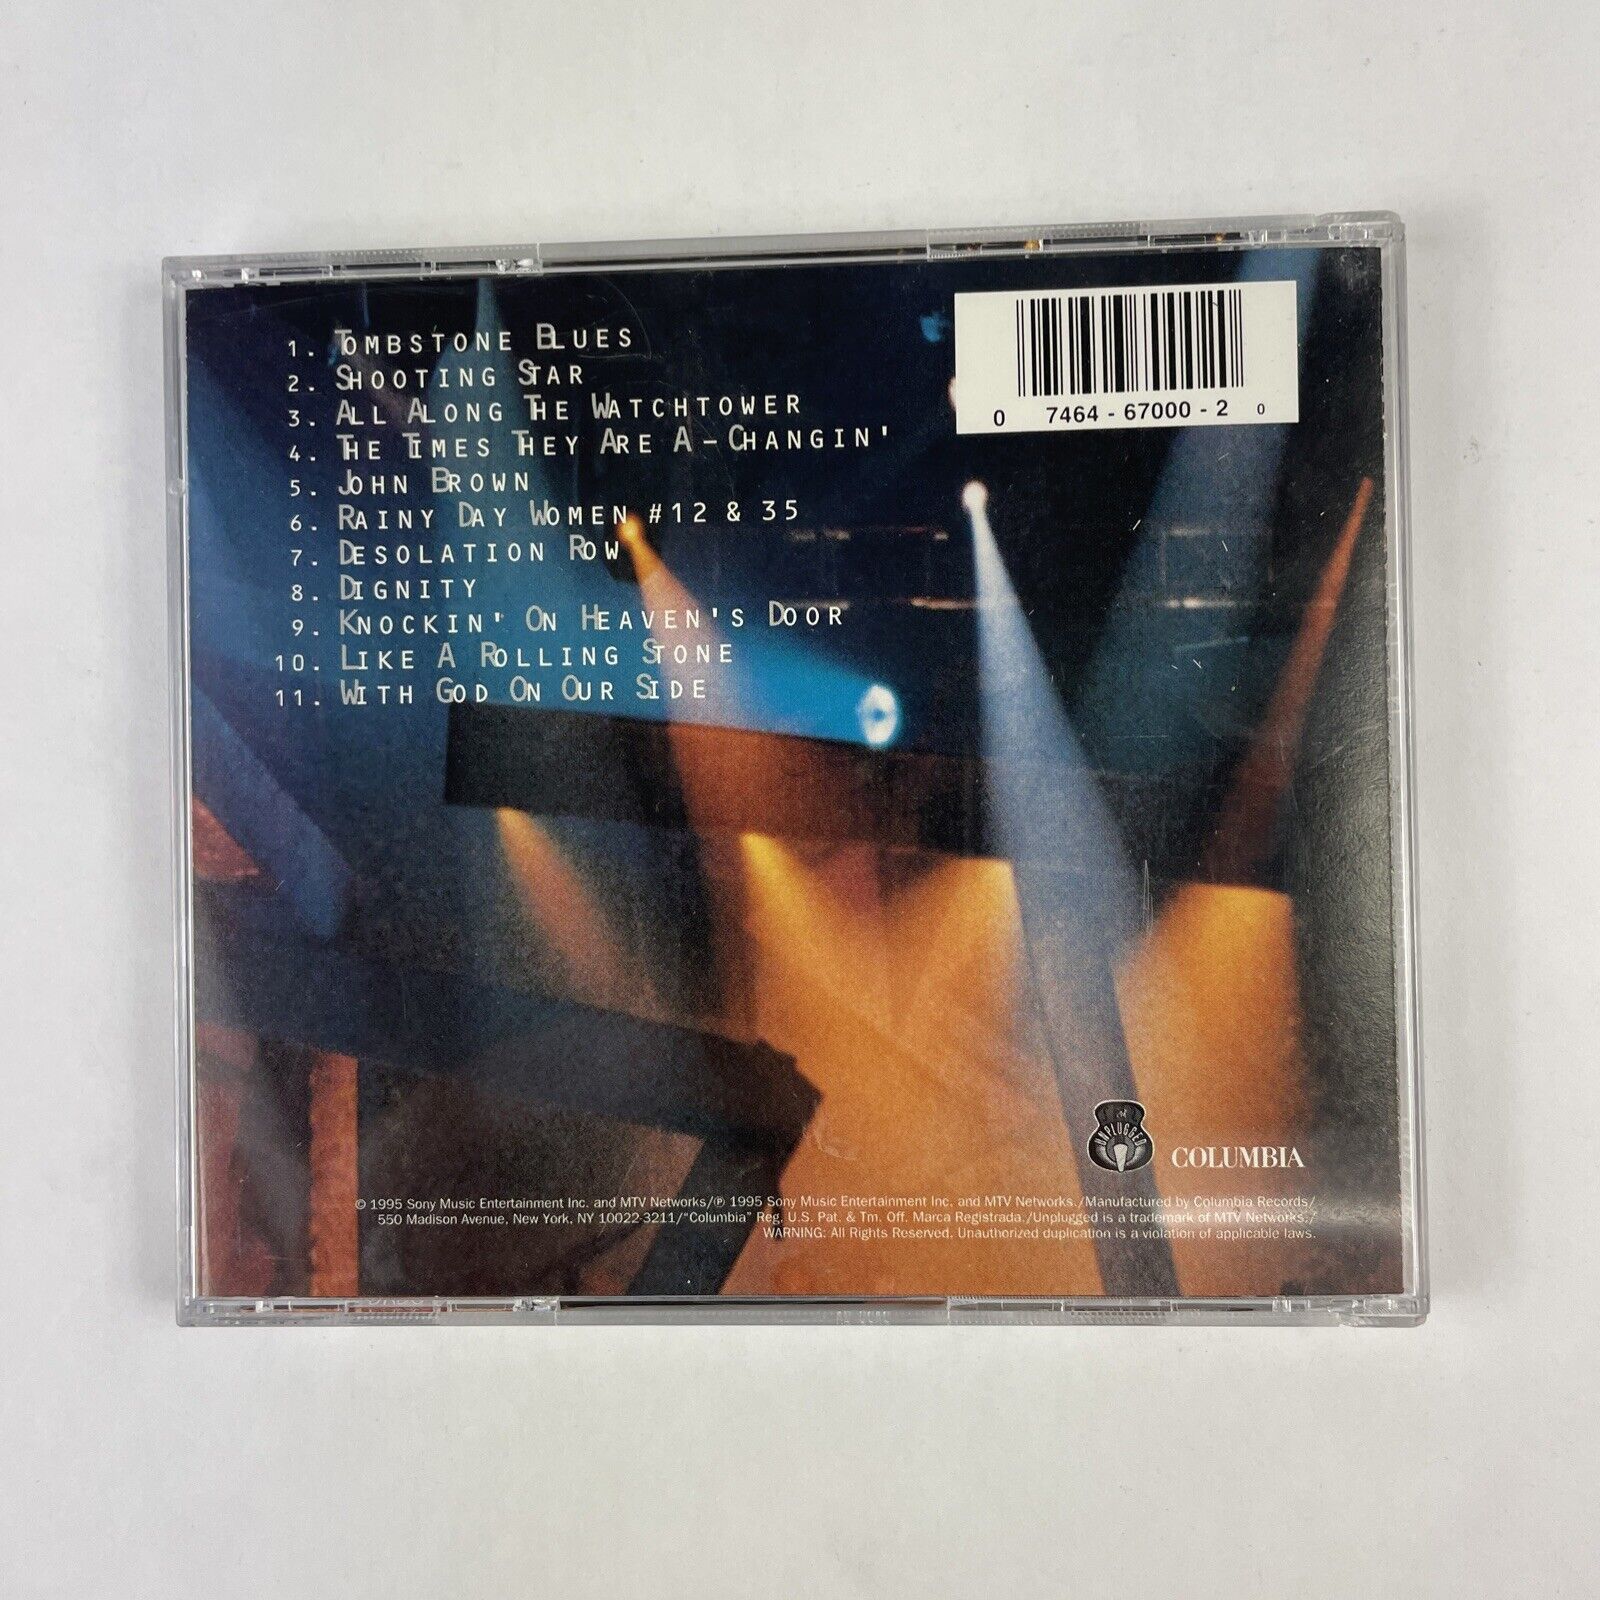 1. Tombstone Blues
2. Shooting Star
3. All Along The Watchtower
4. The Times They Are A-Changin'
5. John Brown
6. Rainy Day Women #12 & 35
7. Desolation Row
8. Dignity
9. Knockin' On Heaven's Door
10. Like A Rolling Stone
11. With God On Our Side
0 7464-67000-2 0
UNPLUGGED
COLUMBIA
© 1995 Sony Music Entertainment Inc. and MTV Networks/℗ 1995 Sony Music Entertainment Inc. and MTV Networks./Manufactured by Columbia Records/
550 Madison Avenue, New York, NY 10022-3211/"Columbia" Reg. U.S. Pat. & Tm. Off. Marca Registrada./Unplugged is a trademark of MTV Networks./
WARNING: All Rights Reserved. Unauthorized duplication is a violation of applicable laws.